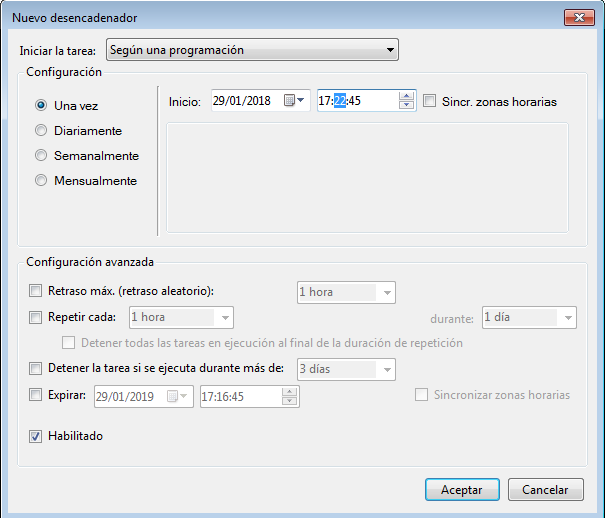 Nuevo desencadenador
Iniciar la tarea: Según una programación
Configuración
Una vez
Inicio: 29/01/2018 17:22:45 Sincr. zonas horarias
Diariamente
Semanalmente
Mensualmente
Configuración avanzada
Retraso máx. (retraso aleatorio): 1 hora
Repetir cada: 1 hora durante: 1 día
Detener todas las tareas en ejecución al final de la duración de repetición
Detener la tarea si se ejecuta durante más de: 3 días
Expirar: 29/01/2019 17:16:45 Sincronizar zonas horarias
Habilitado
Aceptar Cancelar